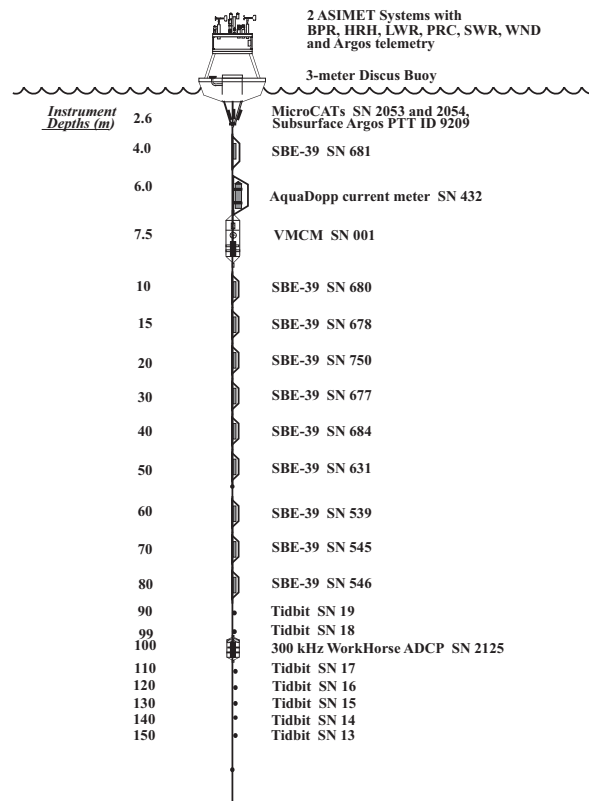 2 ASIMET Systems with
BPR, HRH, LWR, PRC, SWR, WND
and Argos telemetry
3-meter Discus Buoy
Instrument
Depths (m)
2.6
MicroCATs SN 2053 and 2054,
Subsurface Argos PTT ID 9209
4.0 SBE-39 SN 681
6.0 AquaDopp current meter SN 432
7.5 VMCM SN 001
10 SBE-39 SN 680
15 SBE-39 SN 678
20 SBE-39 SN 750
30 SBE-39 SN 677
40 SBE-39 SN 684
50 SBE-39 SN 631
60 SBE-39 SN 539
70 SBE-39 SN 545
80 SBE-39 SN 546
90 Tidbit SN 19
99 Tidbit SN 18
100 300 kHz WorkHorse ADCP SN 2125
110 Tidbit SN 17
120 Tidbit SN 16
130 Tidbit SN 15
140 Tidbit SN 14
150 Tidbit SN 13